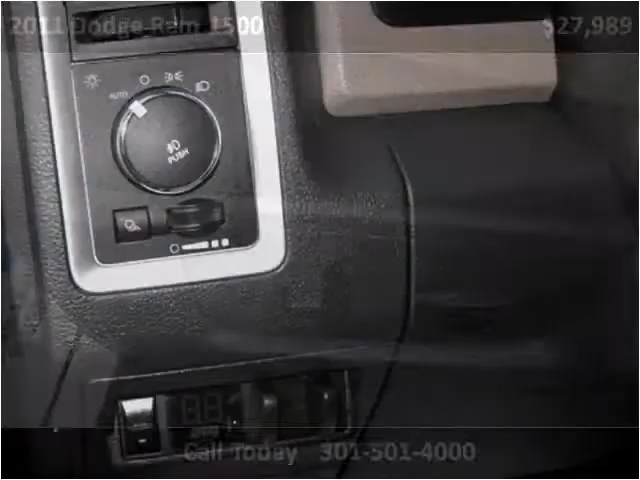 2011 Dodge Ram 1500
$27,989
AUTO
PUSH
Call Today 301-501-4000